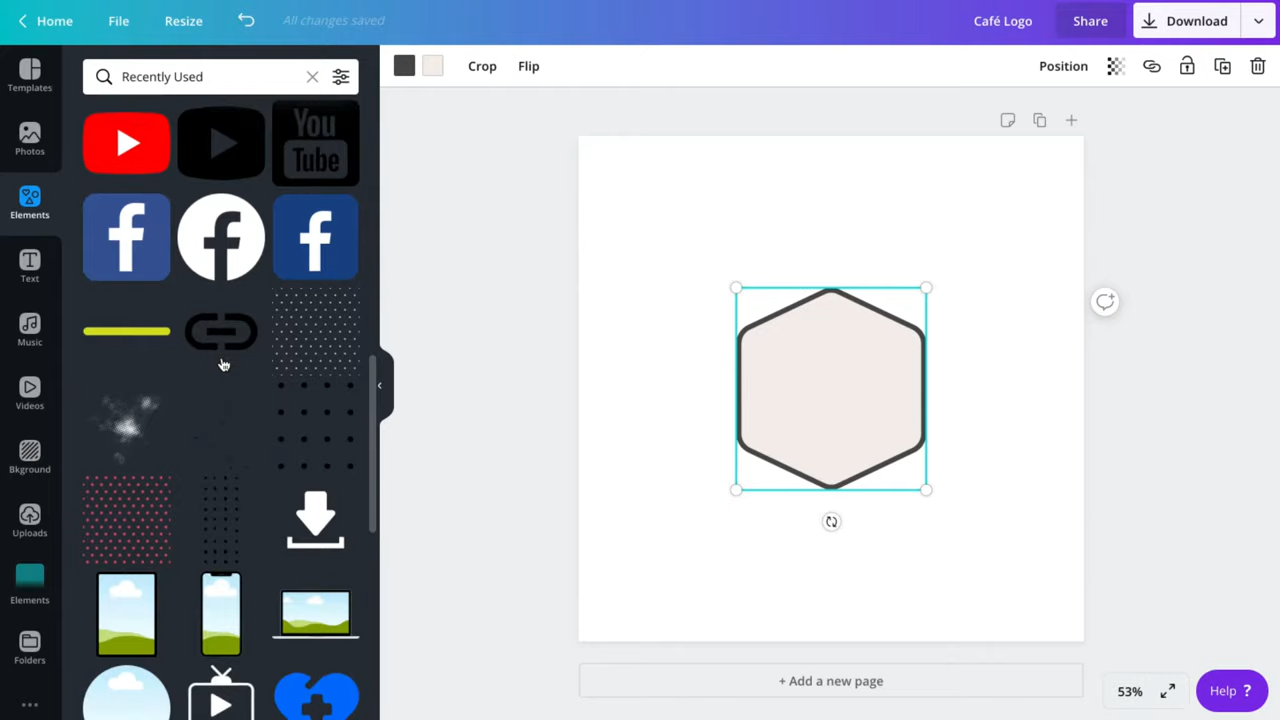 Home File Resize All changes saved Café Logo Share Download
Templates
Photos
Elements
Text
Music
Videos
Bkground
Uploads
Elements
Folders
Recently Used
You
Tube
Crop Flip Position
+ Add a new page
53%
Help ?